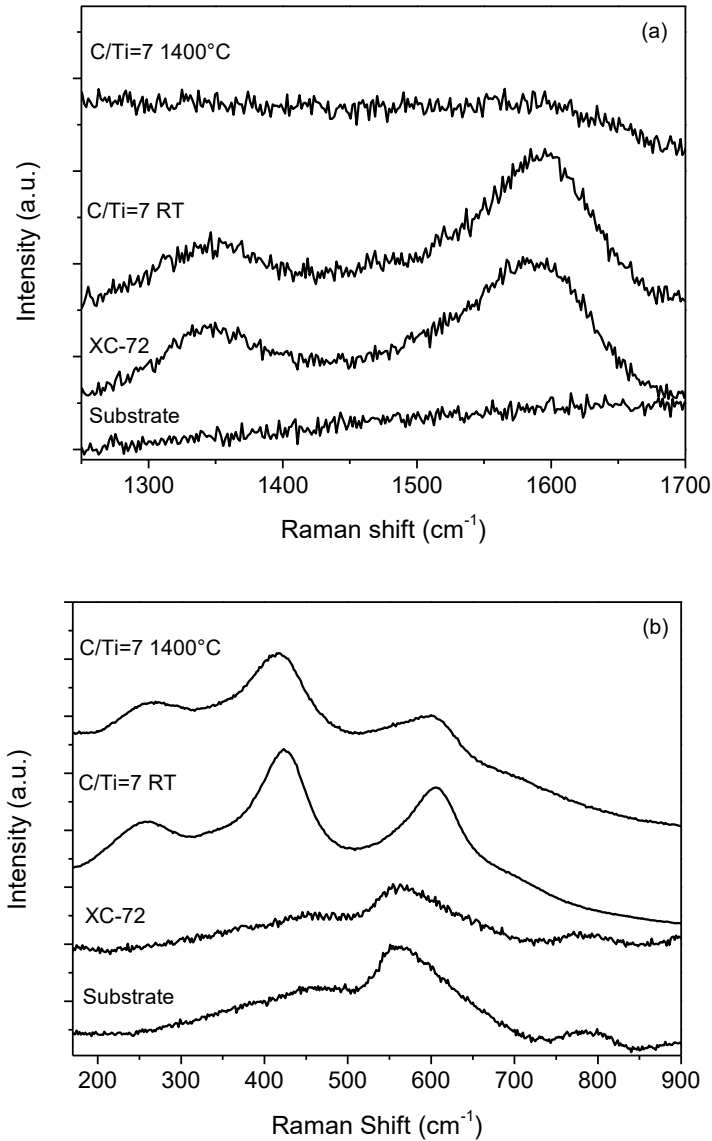 (a)
C/Ti=7 1400°C
C/Ti=7 RT
XC-72
Substrate
Intensity (a.u.)
1300 1400 1500 1600 1700
Raman shift (cm⁻¹)
(b)
C/Ti=7 1400°C
C/Ti=7 RT
XC-72
Substrate
Intensity (a.u.)
200 300 400 500 600 700 800 900
Raman Shift (cm⁻¹)